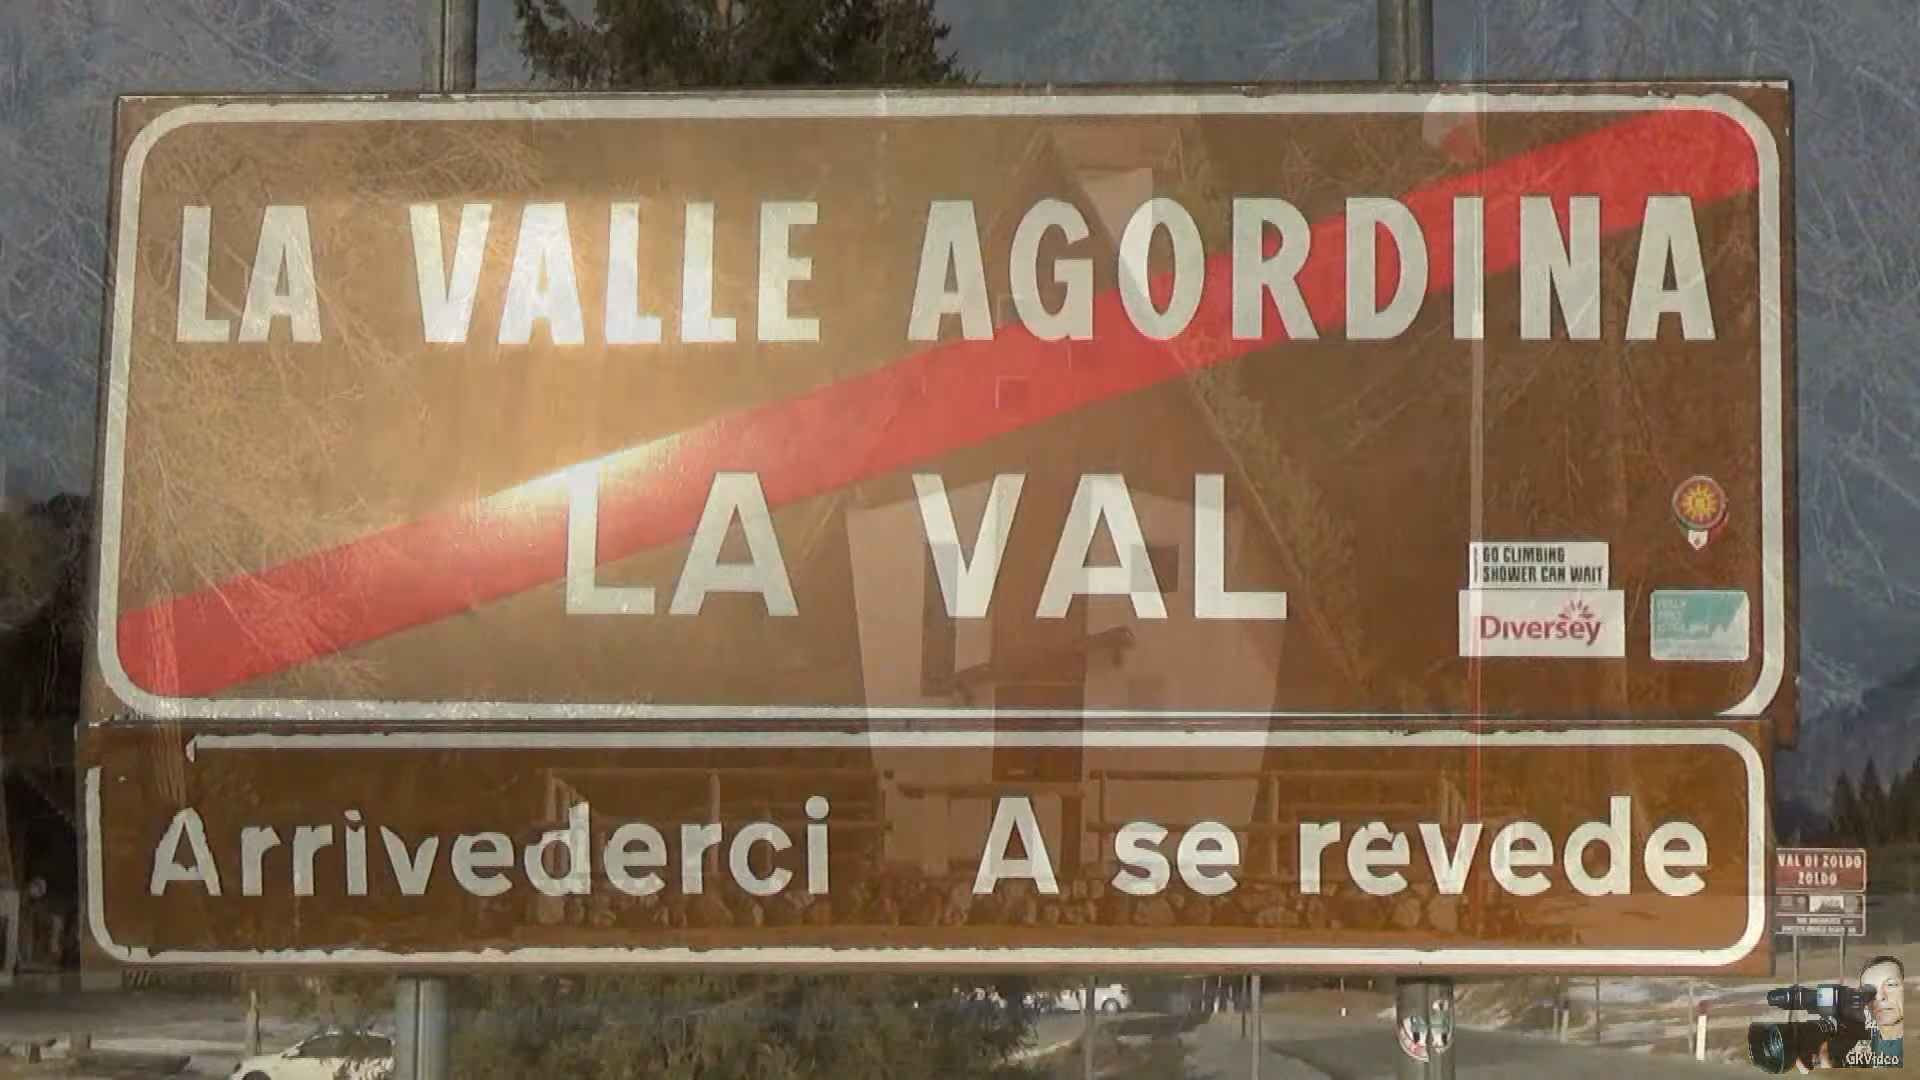 LA VALLE AGORDINA
LA VAL
GO CLIMBING
SHOWER CAN WAIT
Diversey
Arrivederci A se revede
VAL DI ZOLDO
ZOLDO
GRVideo